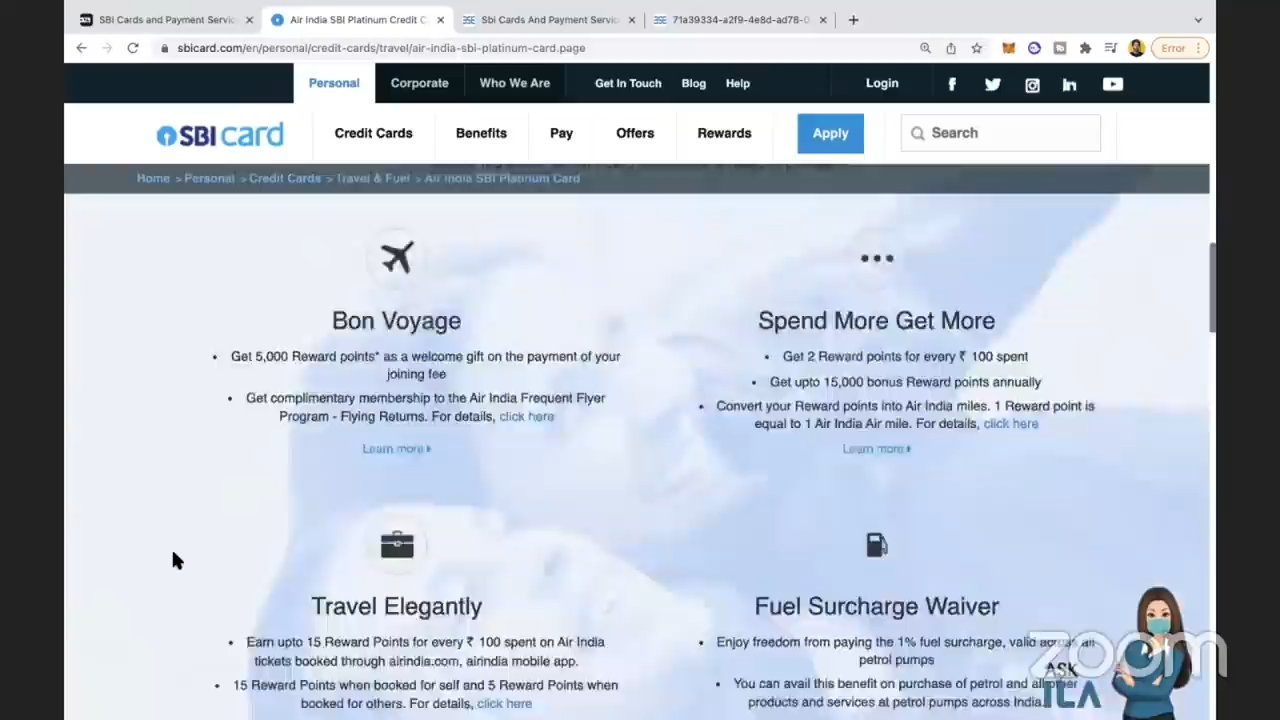 SBI Cards and Payment Servic
Air India SBI Platinum Credit C
Sbi Cards And Payment Servic
71a39334-a2f9-4e8d-ad78-0
sbicard.com/en/personal/credit-cards/travel/air-india-sbi-platinum-card.page
Error
Personal
Corporate
Who We Are
Get In Touch
Blog
Help
Login
SBI card
Credit Cards
Benefits
Pay
Offers
Rewards
Apply
Search
Home > Personal > Credit Cards > Travel & Fuel > Air India SBI Platinum Card
Bon Voyage
• Get 5,000 Reward points* as a welcome gift on the payment of your
joining fee
• Get complimentary membership to the Air India Frequent Flyer
Program - Flying Returns. For details, click here
Learn more
Spend More Get More
• Get 2 Reward points for every ₹ 100 spent
• Get upto 15,000 bonus Reward points annually
• Convert your Reward points into Air India miles. 1 Reward point is
equal to 1 Air India Air mile. For details, click here
Learn more
Travel Elegantly
• Earn upto 15 Reward Points for every ₹ 100 spent on Air India
tickets booked through airindia.com, airindia mobile app.
• 15 Reward Points when booked for self and 5 Reward Points when
booked for others. For details, click here
Fuel Surcharge Waiver
• Enjoy freedom from paying the 1% fuel surcharge, valid across all
petrol pumps
• You can avail this benefit on purchase of petrol and all other
products and services at petrol pumps across India
ASK
ILA
zoom